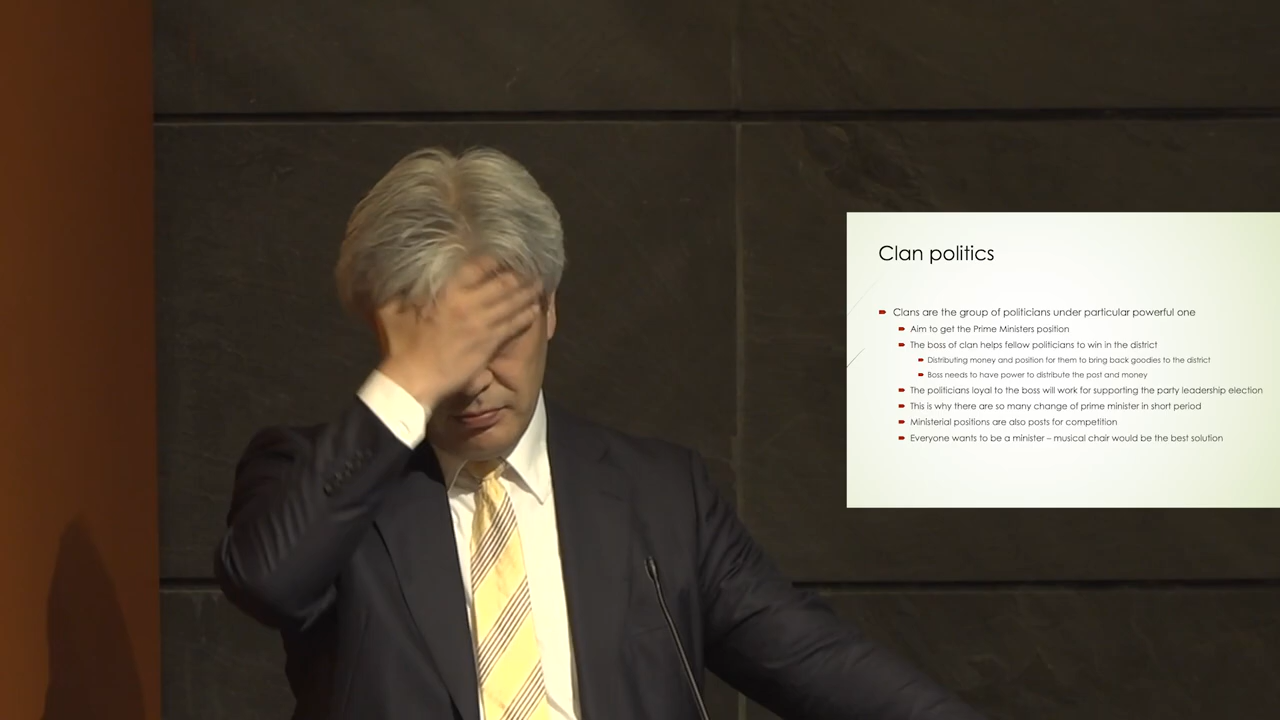 Clan politics
Clans are the group of politicians under particular powerful one
Aim to get the Prime Ministers position
The boss of clan helps fellow politicians to win in the district
Distributing money and position for them to bring back goodies to the district
Boss needs to have power to distribute the post and money
The politicians loyal to the boss will work for supporting the party leadership election
This is why there are so many change of prime minister in short period
Ministerial positions are also posts for competition
Everyone wants to be a minister – musical chair would be the best solution